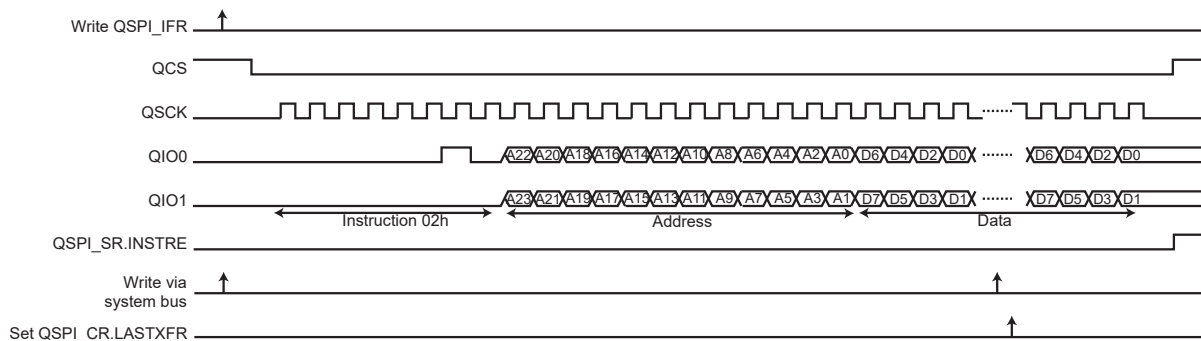 Write QSPI_IFR
QCS
QSCK
QIO0 A22 A20 A18 A16 A14 A12 A10 A8 A6 A4 A2 A0 D6 D4 D2 D0 D6 D4 D2 D0
QIO1 A23 A21 A19 A17 A15 A13 A11 A9 A7 A5 A3 A1 D7 D5 D3 D1 D7 D5 D3 D1
Instruction 02h Address Data
QSPI_SR.INSTRE
Write via
system bus
Set QSPI_CR.LASTXFR